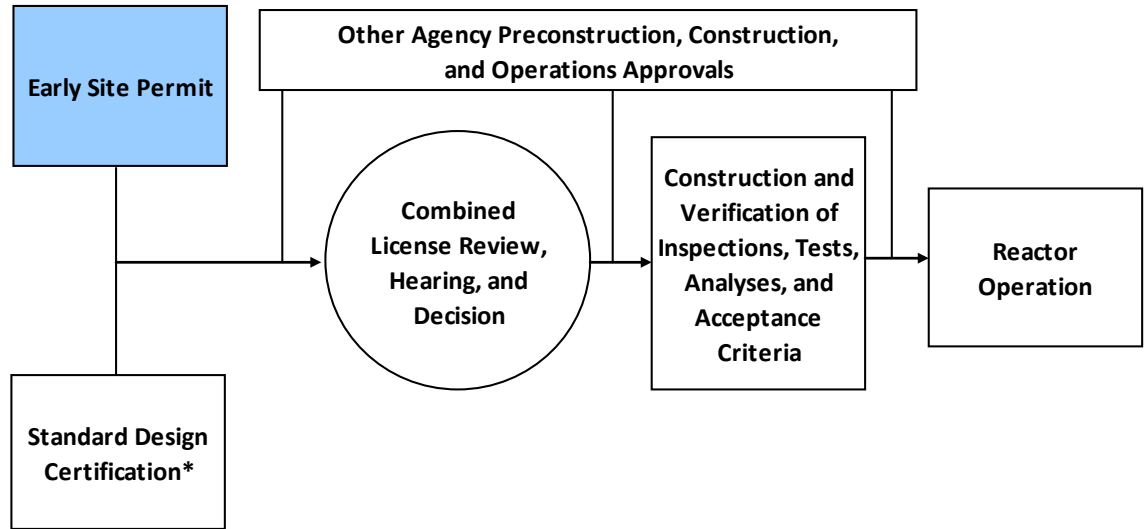 Other Agency Preconstruction, Construction,
and Operations Approvals
Early Site Permit
Combined
License Review,
Hearing, and
Decision
Construction and
Verification of
Inspections, Tests,
Analyses, and
Acceptance
Criteria
Reactor
Operation
Standard Design
Certification*